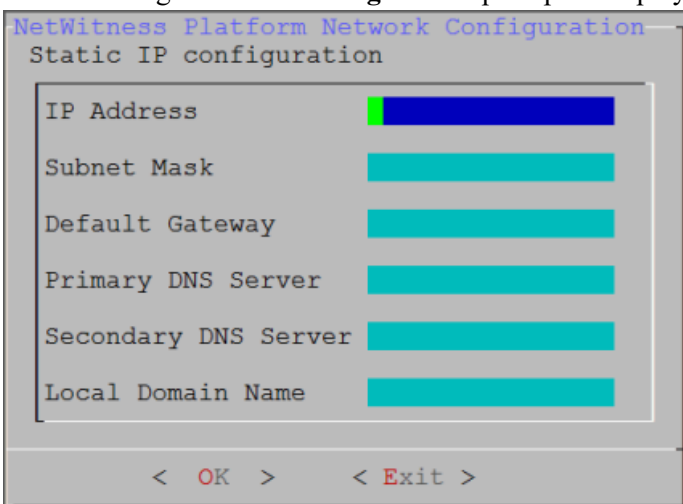 NetWitness Platform Network Configuration
Static IP configuration
IP Address
Subnet Mask
Default Gateway
Primary DNS Server
Secondary DNS Server
Local Domain Name
< OK > < Exit >